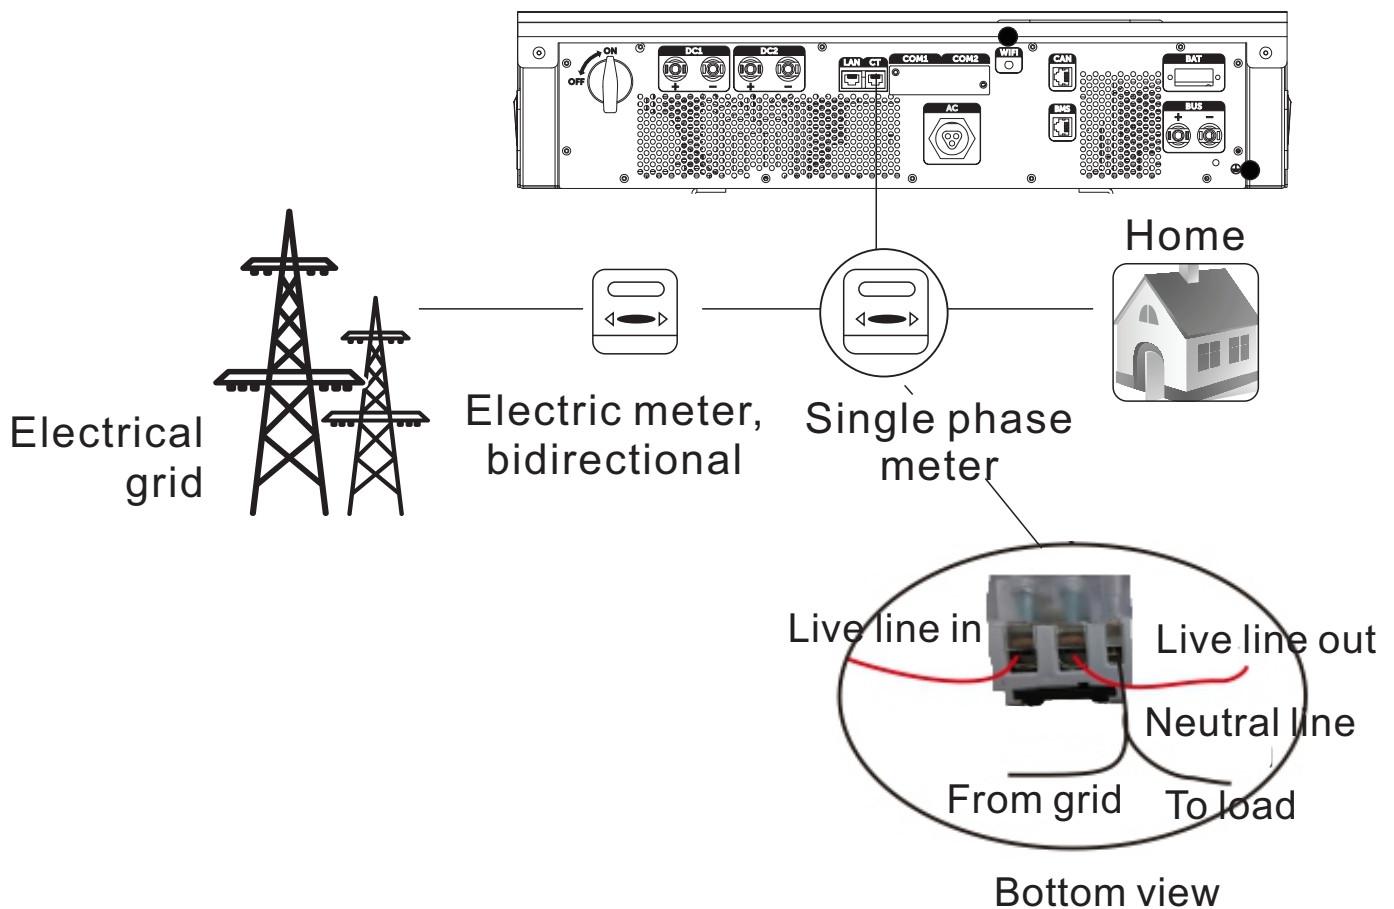 ON
OFF
DC1
DC2
+ − + −
LAN CT
COM1 COM2
WIFI
CAN
BMS
AC
BAT
BUS
+ −
Home
Electrical
grid
Electric meter,
bidirectional
Single phase
meter
Live line in
Live line out
Neutral line
From grid
To load
Bottom view